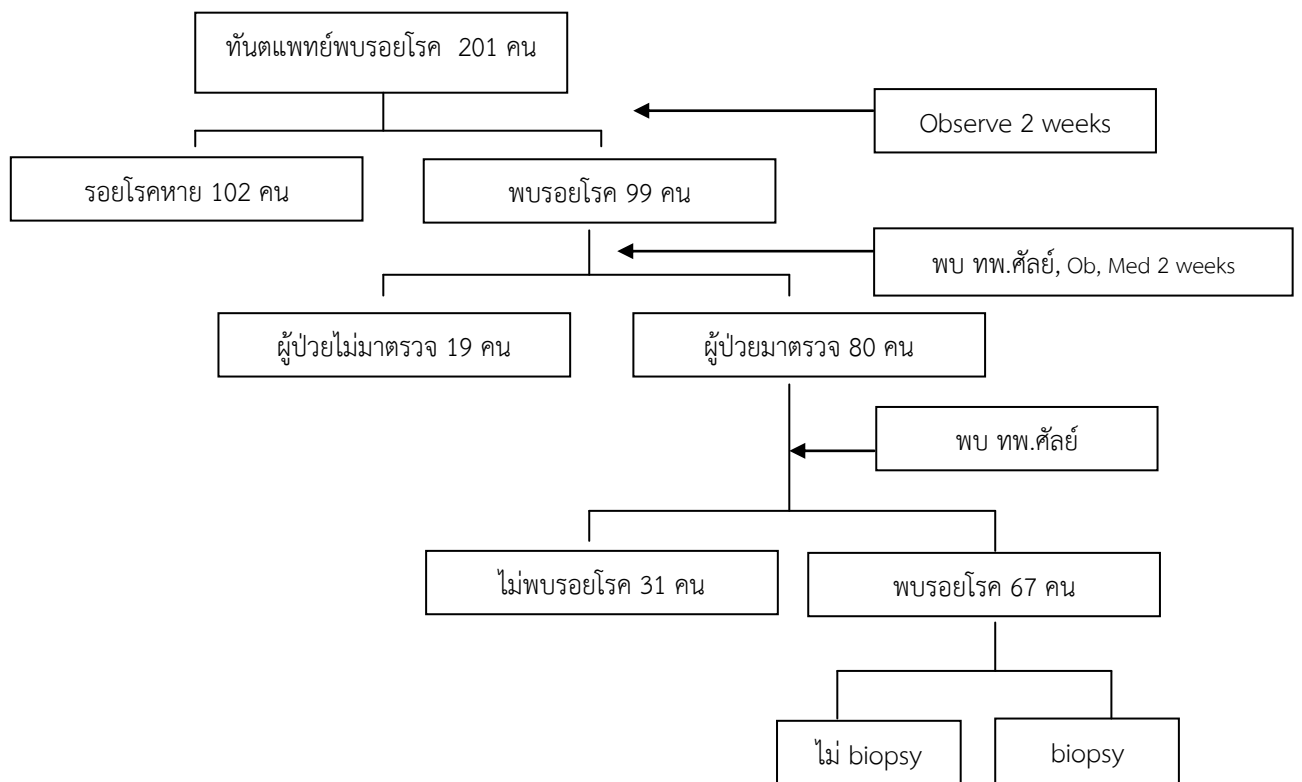 ทันตแพทย์พบรอยโรค 201 คน
Observe 2 weeks
รอยโรคหาย 102 คน
พบรอยโรค 99 คน
พบ ทพ.ศัลย์, Ob, Med 2 weeks
ผู้ป่วยไม่มาตรวจ 19 คน
ผู้ป่วยมาตรวจ 80 คน
พบ ทพ.ศัลย์
ไม่พบรอยโรค 31 คน
พบรอยโรค 67 คน
ไม่ biopsy
biopsy